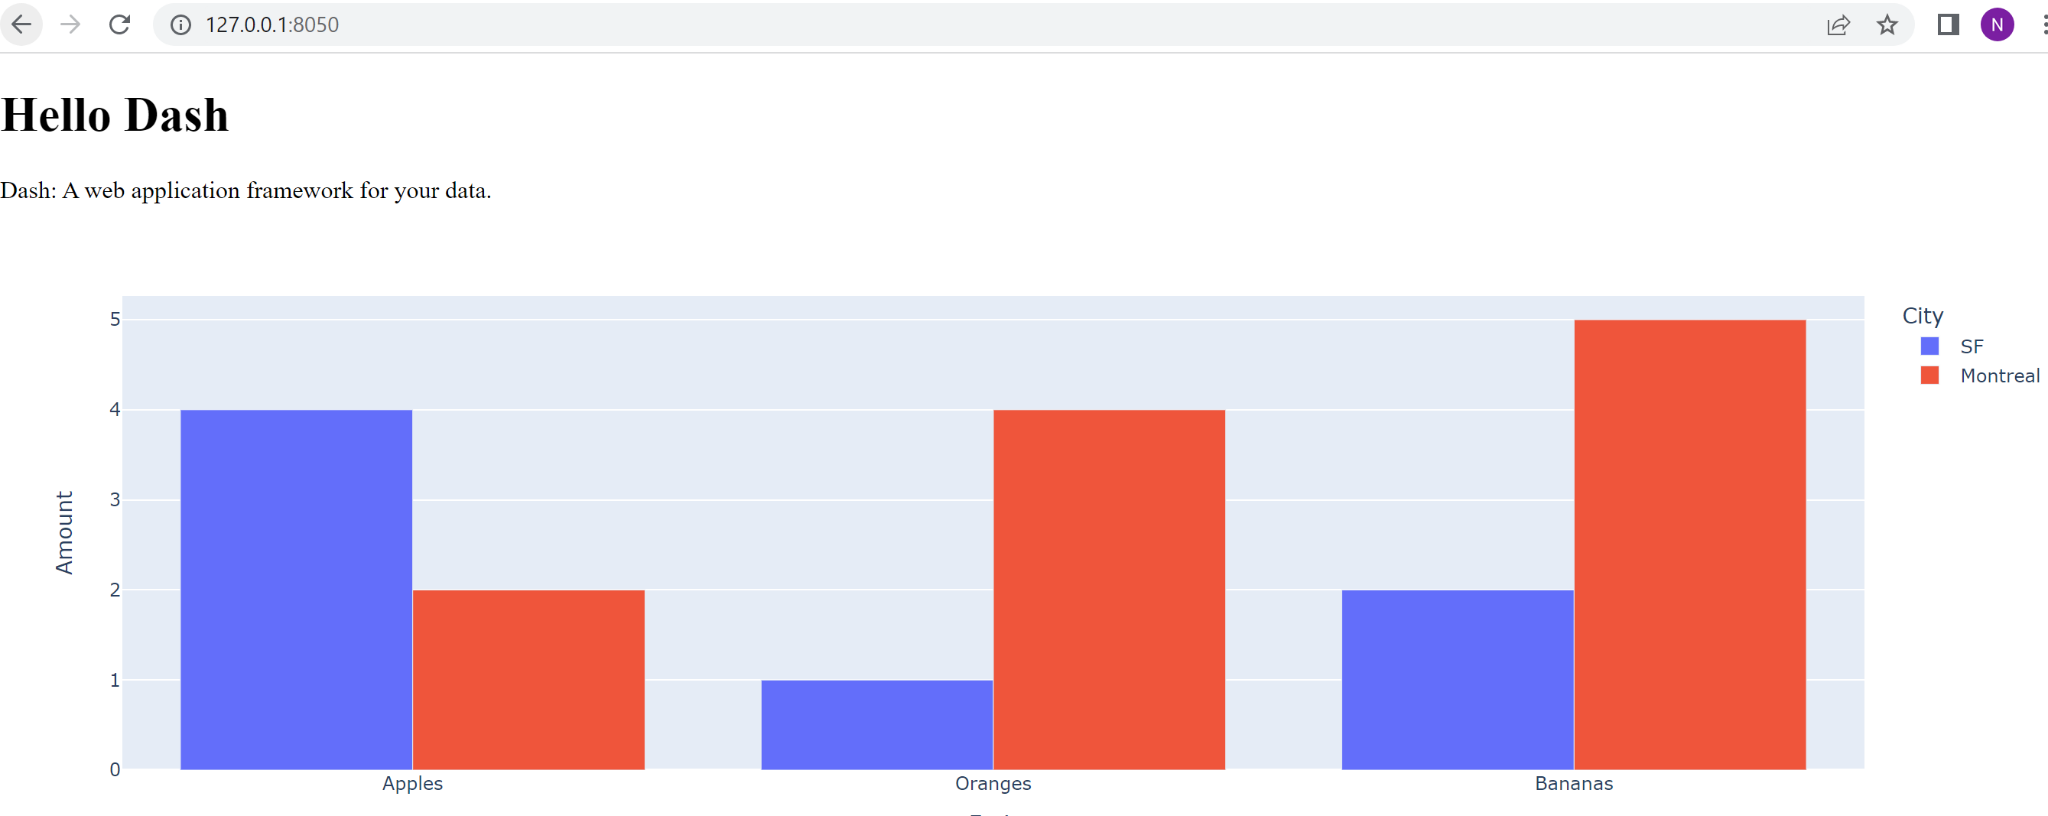 127.0.0.1:8050
N
Hello Dash
Dash: A web application framework for your data.
City
SF
Montreal
5
4
3
2
1
0
Amount
Apples Oranges Bananas